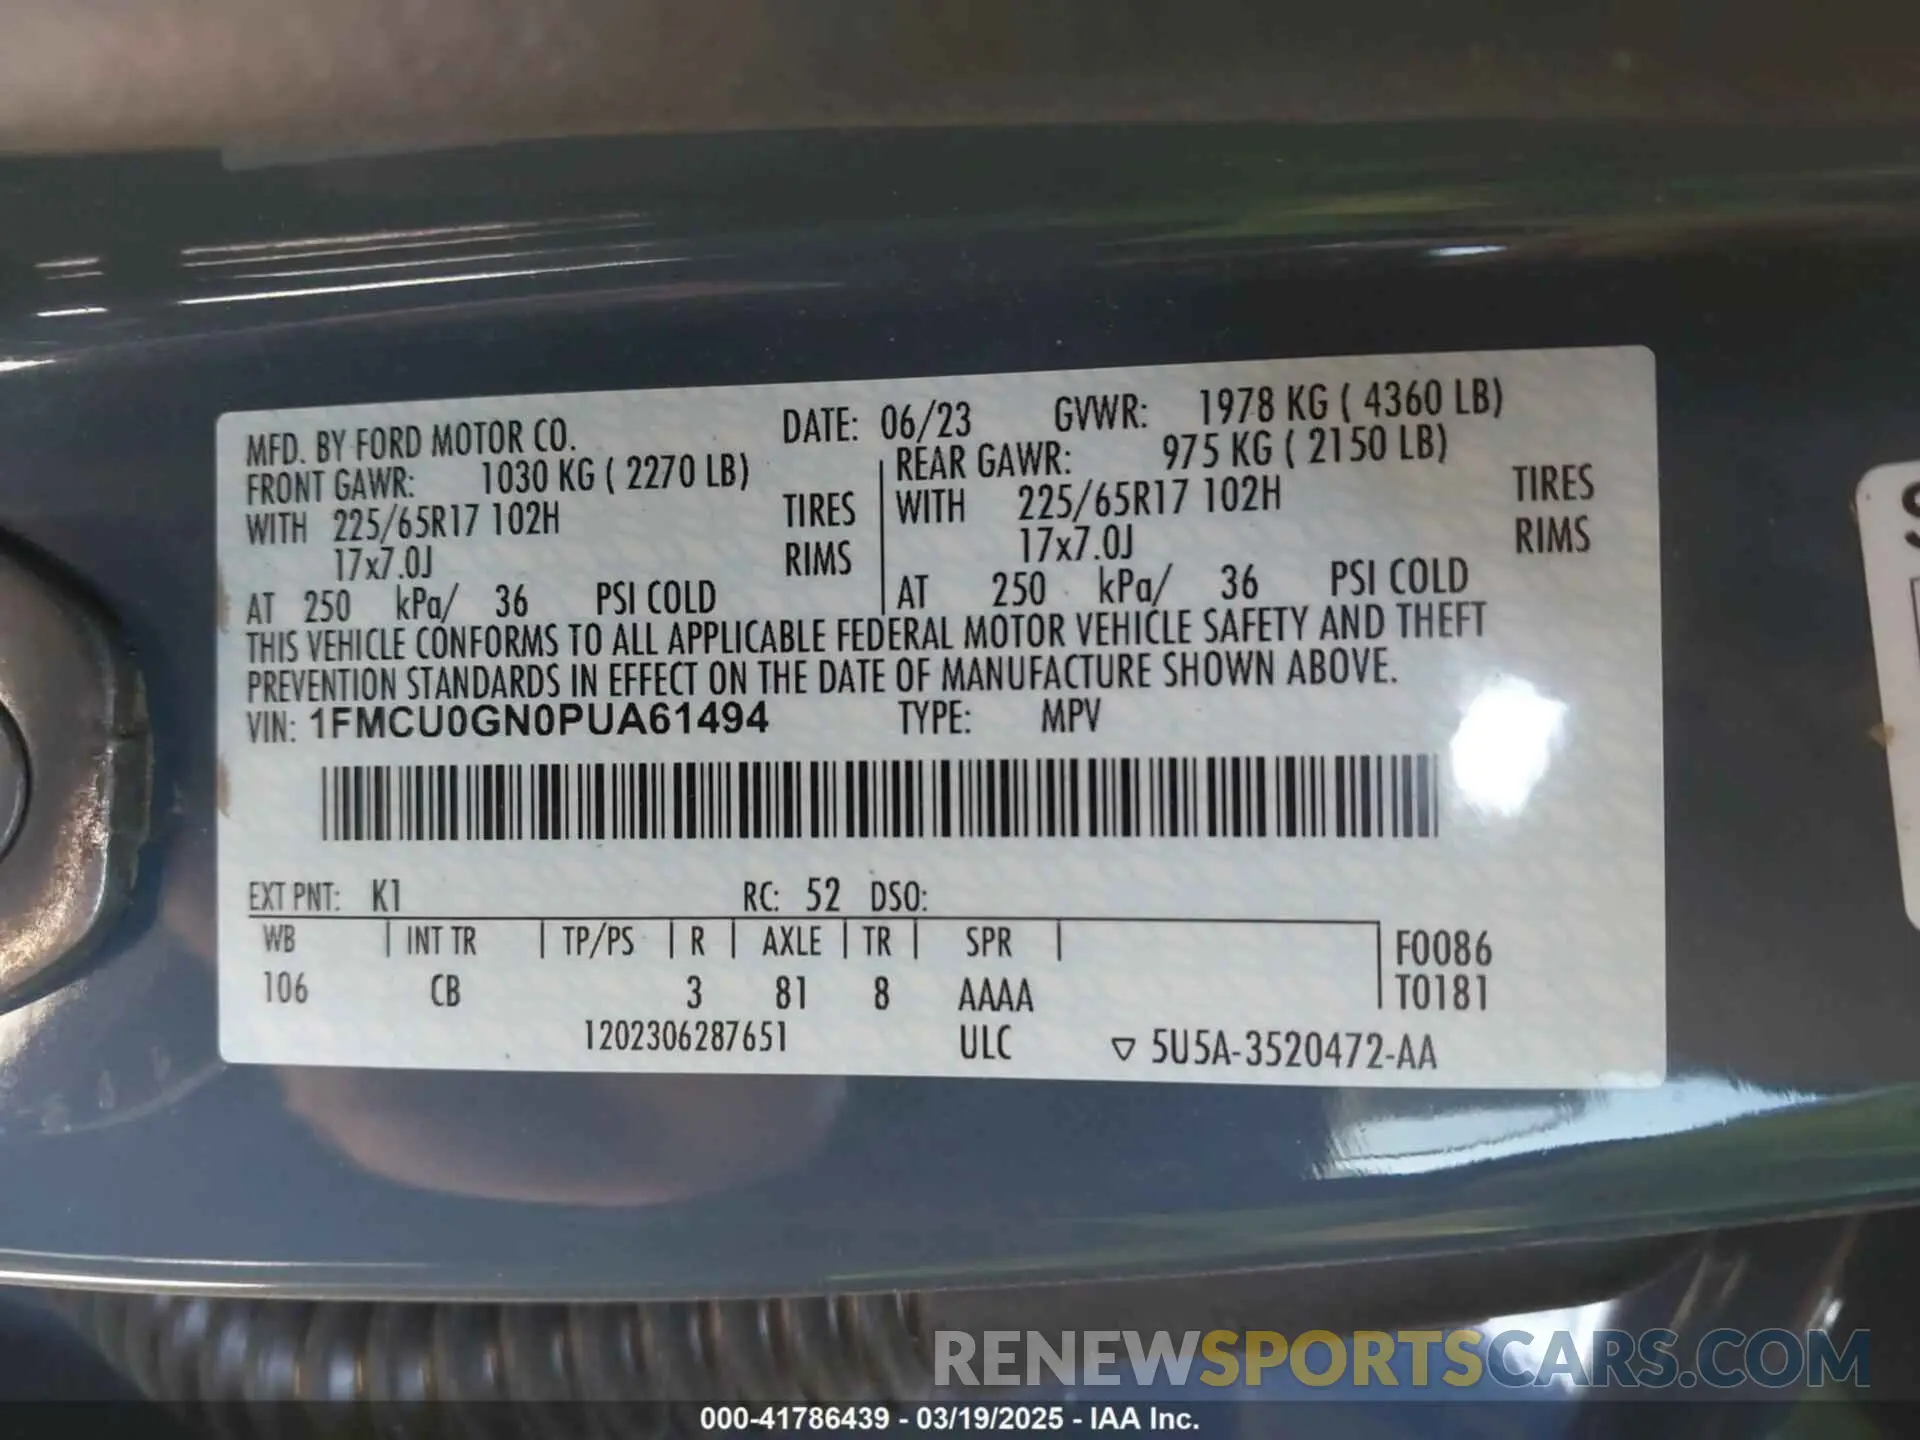 MFD. BY FORD MOTOR CO. DATE: 06/23 GVWR: 1978 KG ( 4360 LB)
FRONT GAWR: 1030 KG ( 2270 LB) REAR GAWR: 975 KG ( 2150 LB)
WITH 225/65R17 102H TIRES WITH 225/65R17 102H TIRES
17x7.0J RIMS 17x7.0J RIMS
AT 250 kPa/ 36 PSI COLD AT 250 kPa/ 36 PSI COLD
THIS VEHICLE CONFORMS TO ALL APPLICABLE FEDERAL MOTOR VEHICLE SAFETY AND THEFT
PREVENTION STANDARDS IN EFFECT ON THE DATE OF MANUFACTURE SHOWN ABOVE.
VIN: 1FMCU0GN0PUA61494 TYPE: MPV
EXT PNT: K1 RC: 52 DSO:
WB INT TR TP/PS R AXLE TR SPR F0086
106 CB 3 81 8 AAAA T0181
1202306287651 ULC ▽ 5U5A-3520472-AA
RENEWSPORTSCARS.COM
000-41786439 - 03/19/2025 - IAA Inc.